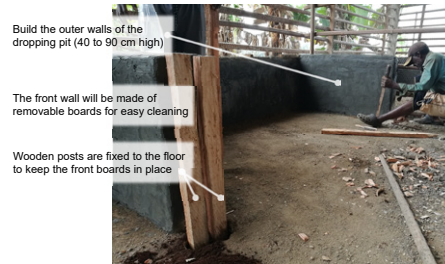 Build the outer walls of the
dropping pit (40 to 90 cm high)
The front wall will be made of
removable boards for easy cleaning
Wooden posts are fixed to the floor
to keep the front boards in place